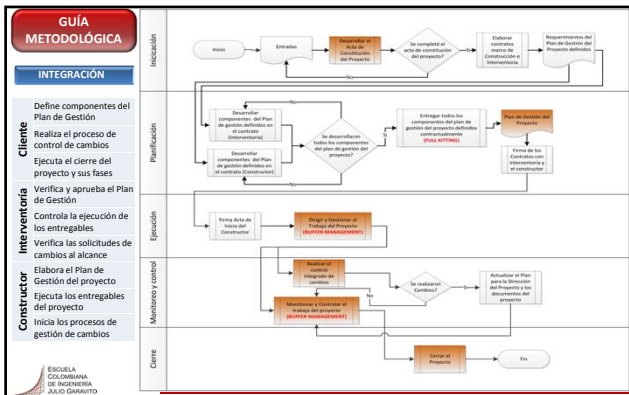 GUÍA
METODOLÓGICA
INTEGRACIÓN
Cliente
Define componentes del
Plan de Gestión
Realiza el proceso de
control de cambios
Ejecuta el cierre del
proyecto y sus fases
Interventoría
Verifica y aprueba el Plan
de Gestión
Controla la ejecución de
los entregables
Verifica las solicitudes de
cambios al alcance
Constructor
Elabora el Plan de
Gestión del proyecto
Ejecuta los entregables
del proyecto
Inicia los procesos de
gestión de cambios
ESCUELA
COLOMBIANA
DE INGENIERÍA
JULIO GARAVITO
Iniciación
Inicio
Entradas
Desarrollar el
Acta de
Constitución
del Proyecto
Se completó el
acta de constitución
del proyecto?
Si
No
Elaborar
contratos
marco de
Construcción e
Interventoría
Requerimientos del
Plan de Gestión del
Proyecto definidos
Planificación
No
Desarrollar
componentes del Plan
de gestión definidos en
el contrato
(Interventoría)
Desarrollar
componentes del Plan
de gestión definidos en
el contrato (Constructor)
No
Se desarrollaron
todos los componentes
del plan de gestión del
proyecto?
Si
Entregar todos los
componentes del plan de
gestión del proyecto definidos
contractualmente
(FULL KITTING)
Plan de Gestión del
Proyecto
Firma de los
Contratos con
interventoría y
el constructor
Ejecución
Firma Acta de
Inicio del
Constructor
Dirigir y Gestionar el
Trabajo del Proyecto
(BUFFER MANAGEMENT)
Monitoreo y control
Realizar el
control
integrado de
cambios
Se realizaron
Cambios?
Si
No
Actualizar el Plan
para la Dirección
del Proyecto y los
documentos del
proyecto
Monitorear y Controlar el
trabajo del proyecto
(BUFFER MANAGEMENT)
Cierre
Cerrar el
Proyecto
Fin